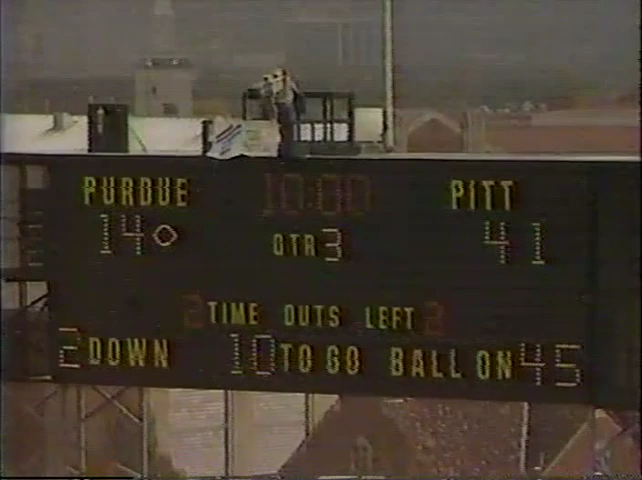 PURDUE 10:00 PITT
14 QTR 3 41
2 TIME OUTS LEFT
2 DOWN 10 TO GO BALL ON 45